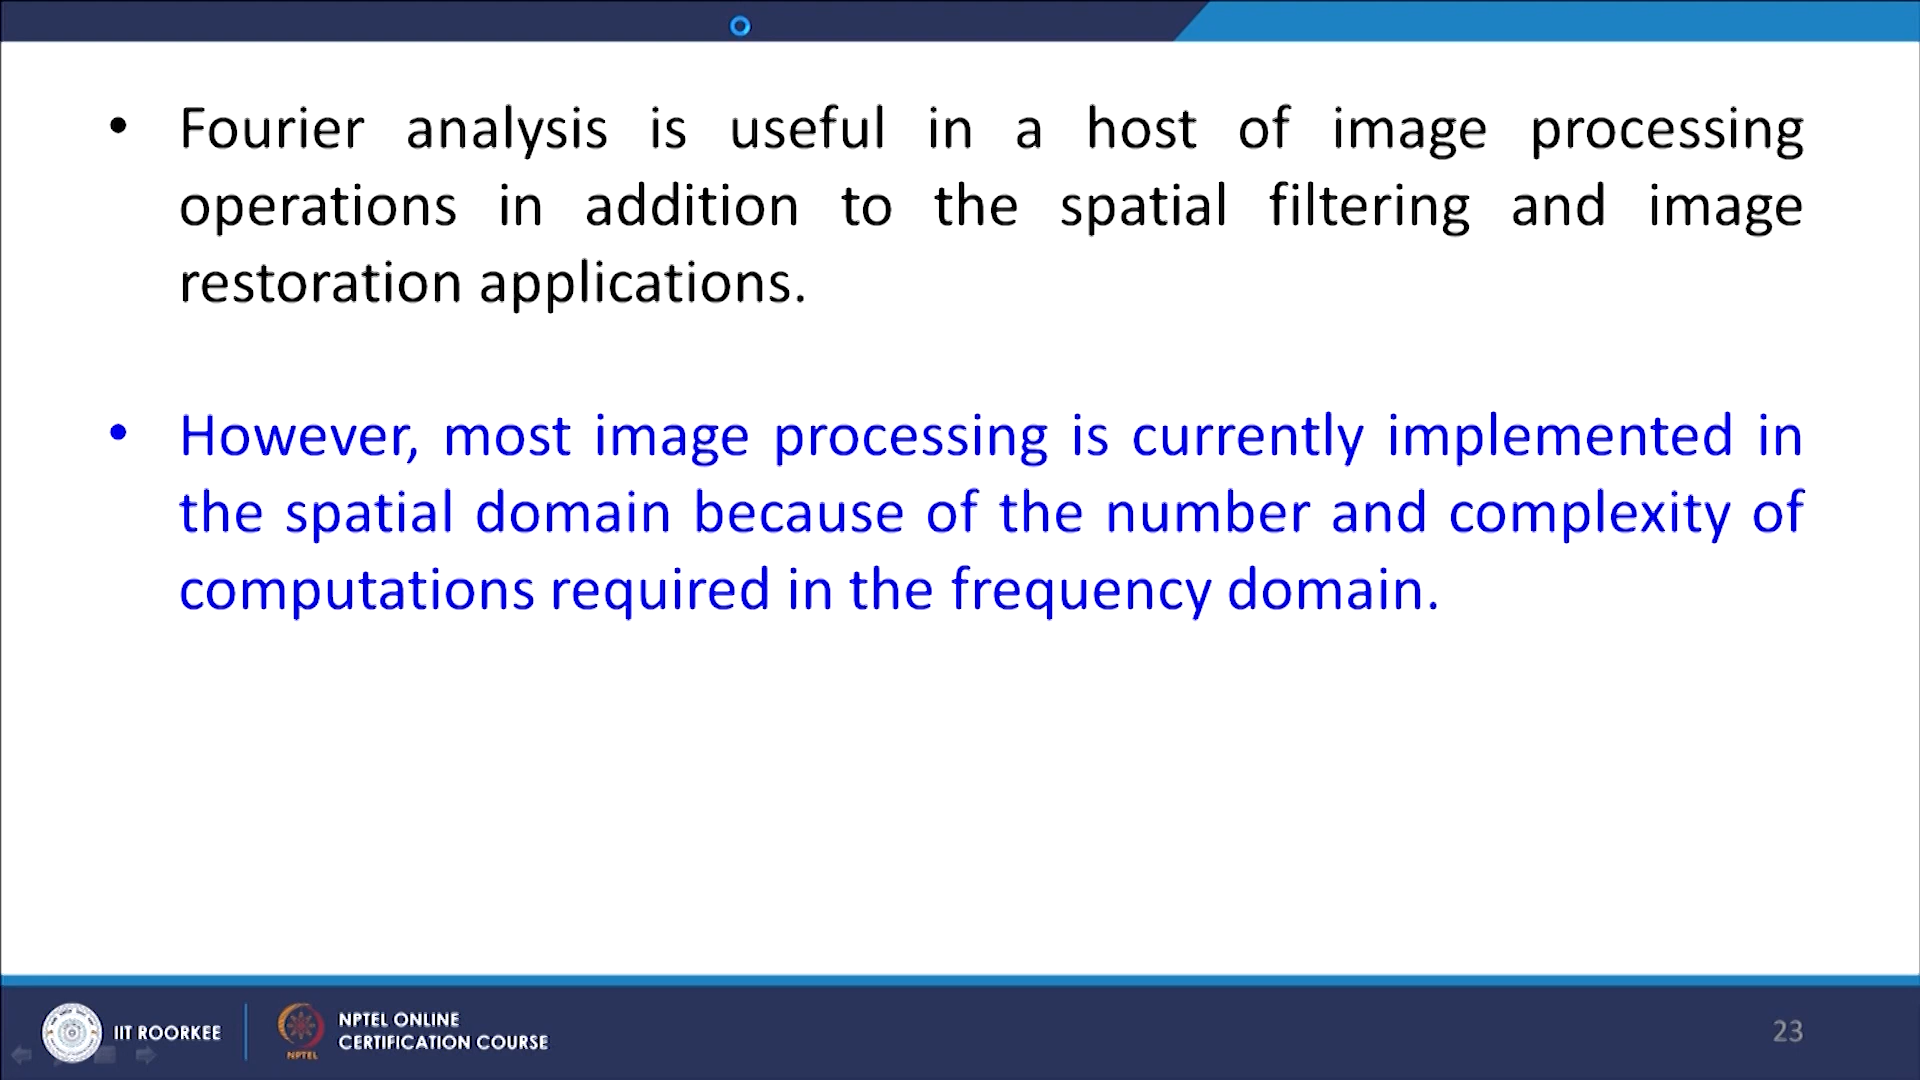 • Fourier analysis is useful in a host of image processing
operations in addition to the spatial filtering and image
restoration applications.
• However, most image processing is currently implemented in
the spatial domain because of the number and complexity of
computations required in the frequency domain.
IIT ROORKEE
NPTEL
NPTEL ONLINE
CERTIFICATION COURSE
23